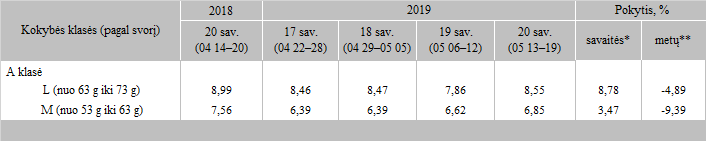 Kokybės klasės (pagal svorį) 2018 2019 Pokytis, %
20 sav. (04 14–20) 17 sav. (04 22–28) 18 sav. (04 29–05 05) 19 sav. (05 06–12) 20 sav. (05 13–19) savaitės* metų**
A klasė
L (nuo 63 g iki 73 g) 8,99 8,46 8,47 7,86 8,55 8,78 -4,89
M (nuo 53 g iki 63 g) 7,56 6,39 6,39 6,62 6,85 3,47 -9,39